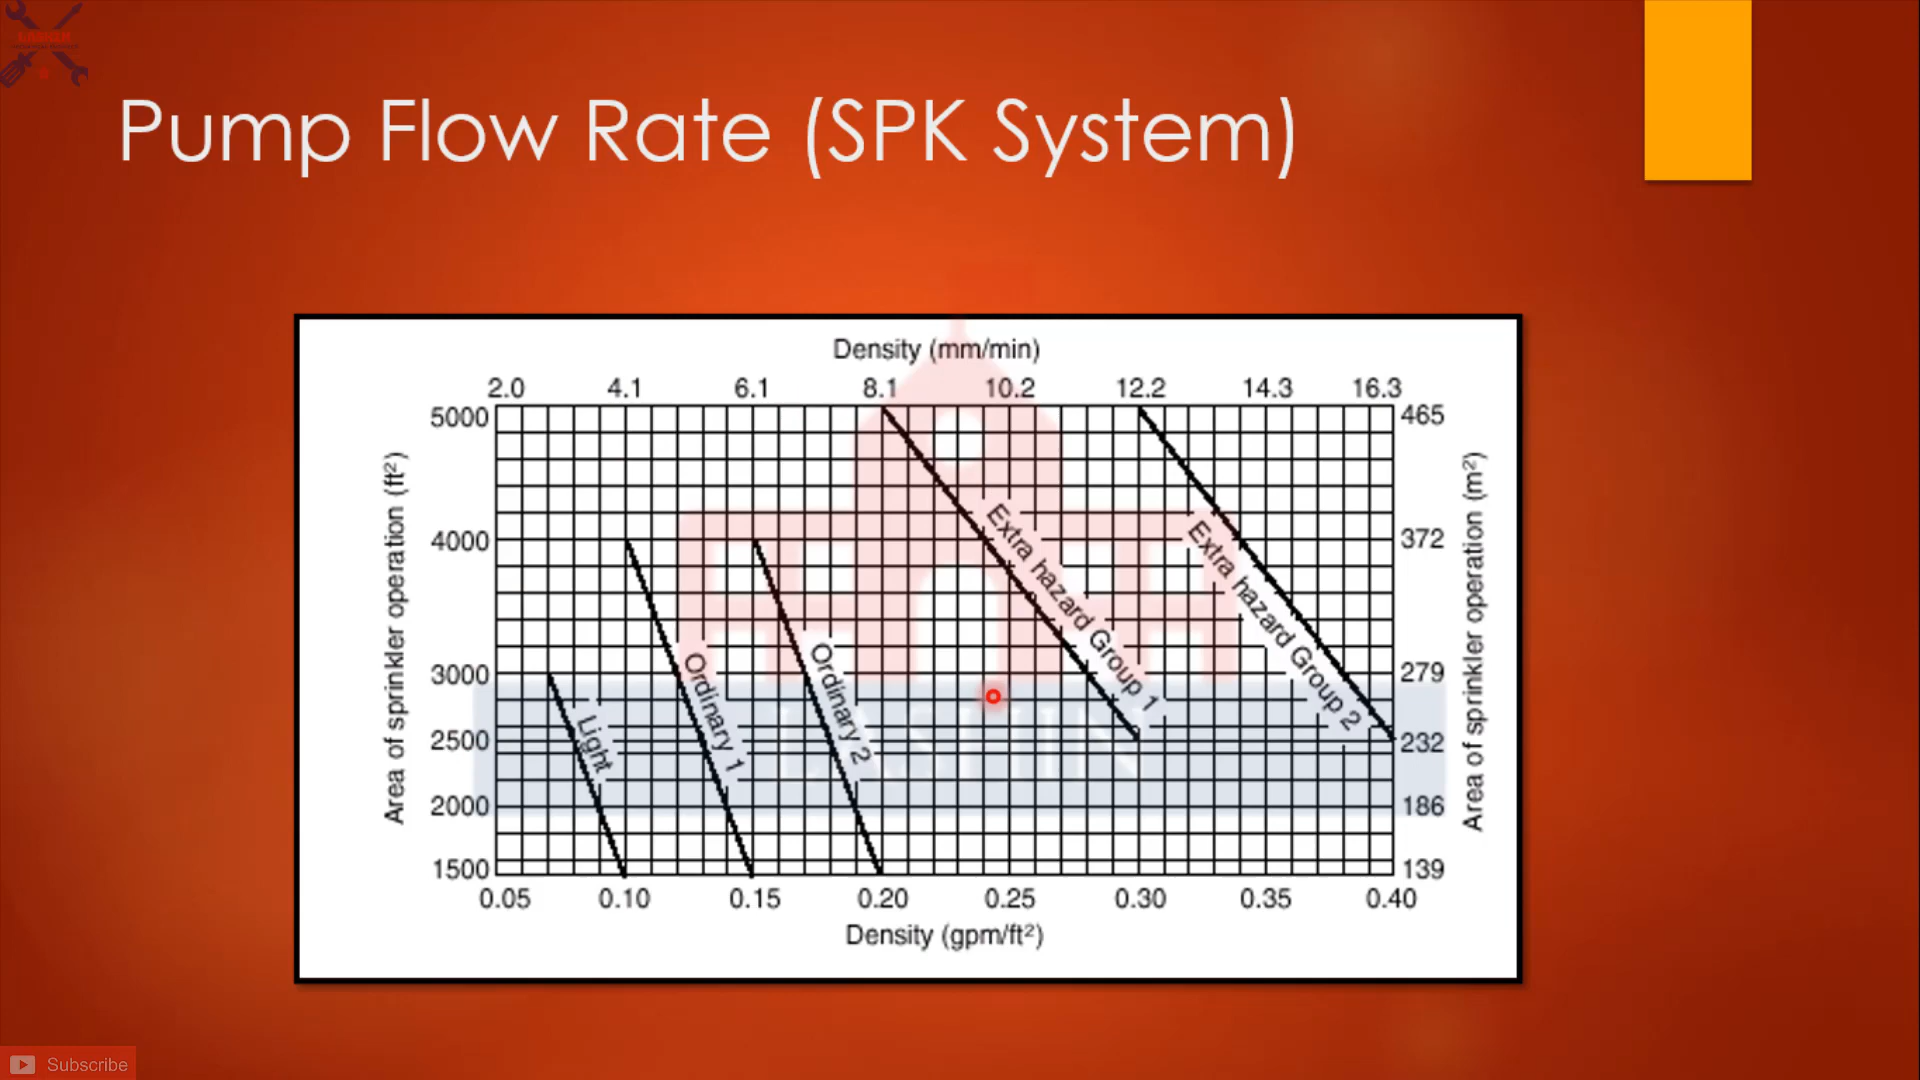 LASHIN
Pump Flow Rate (SPK System)
Density (mm/min)
2.0 4.1 6.1 8.1 10.2 12.2 14.3 16.3
5000 465
4000 372
3000 279
2500 232
2000 186
1500 139
Area of sprinkler operation (ft²)
Area of sprinkler operation (m²)
Light
Ordinary 1
Ordinary 2
Extra hazard Group 1
Extra hazard Group 2
LASHIN
0.05 0.10 0.15 0.20 0.25 0.30 0.35 0.40
Density (gpm/ft²)
Subscribe